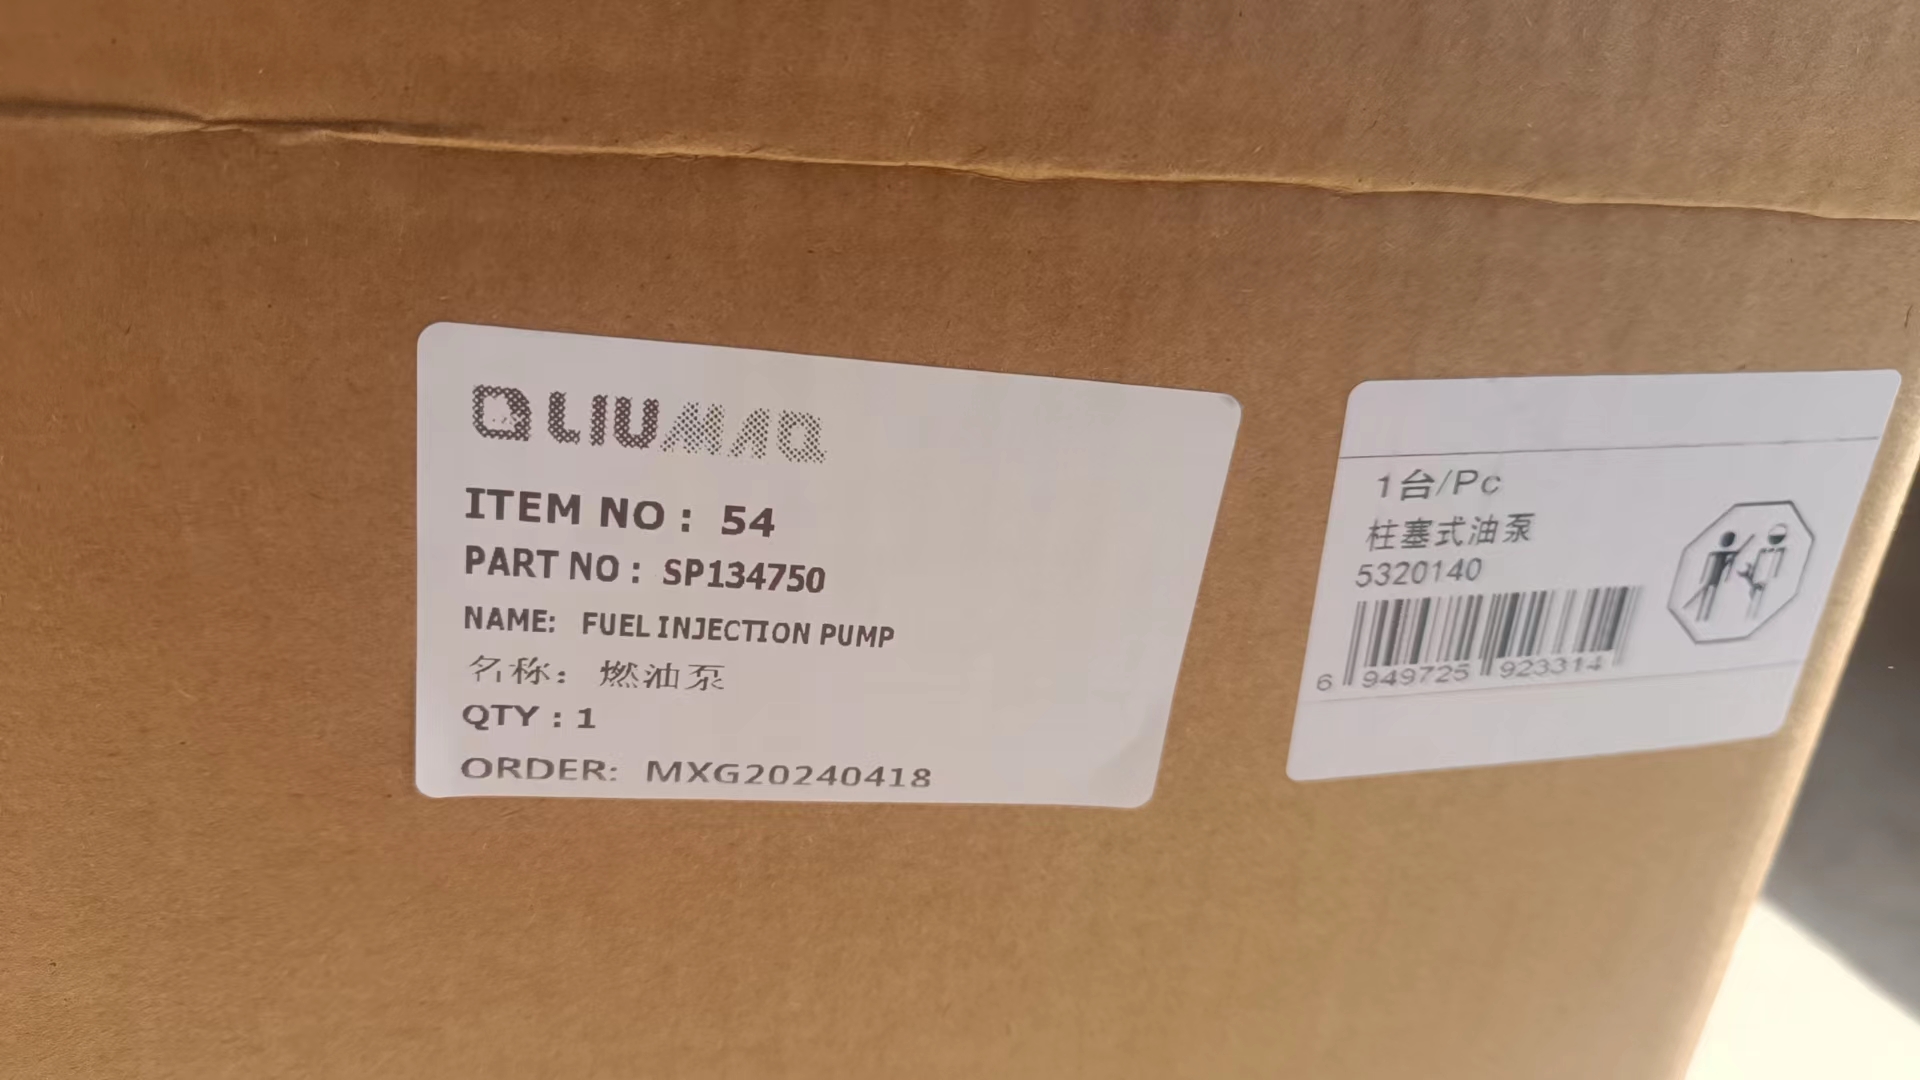 LIUMAQ
ITEM NO : 54
PART NO : SP134750
NAME: FUEL INJECTION PUMP
名称: 燃油泵
QTY : 1
ORDER: MXG20240418
1台/Pc
柱塞式油泵
5320140
6 949725 923314